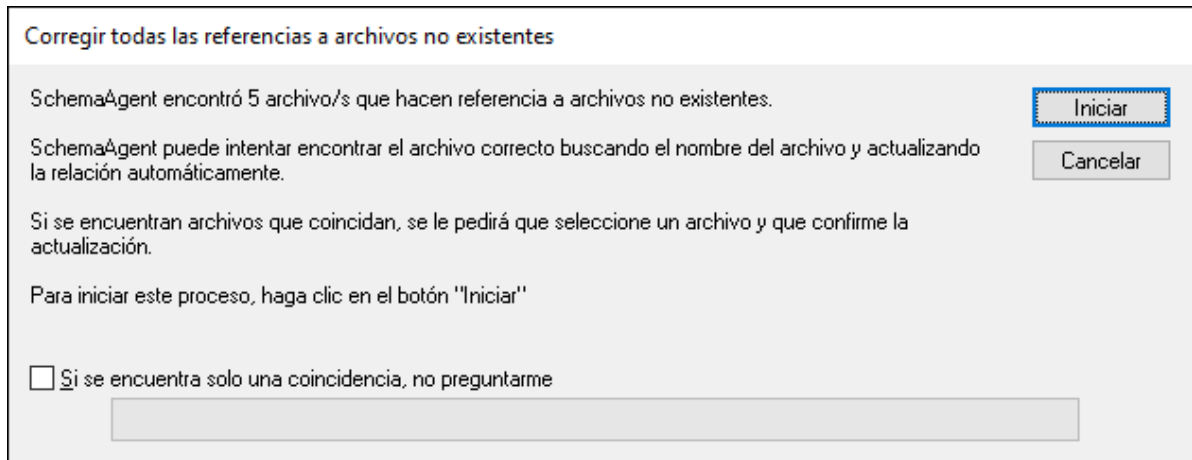 Corregir todas las referencias a archivos no existentes
SchemaAgent encontró 5 archivo/s que hacen referencia a archivos no existentes.
Iniciar
SchemaAgent puede intentar encontrar el archivo correcto buscando el nombre del archivo y actualizando
la relación automáticamente.
Cancelar
Si se encuentran archivos que coincidan, se le pedirá que seleccione un archivo y que confirme la
actualización.
Para iniciar este proceso, haga clic en el botón "Iniciar"
Si se encuentra solo una coincidencia, no preguntarme